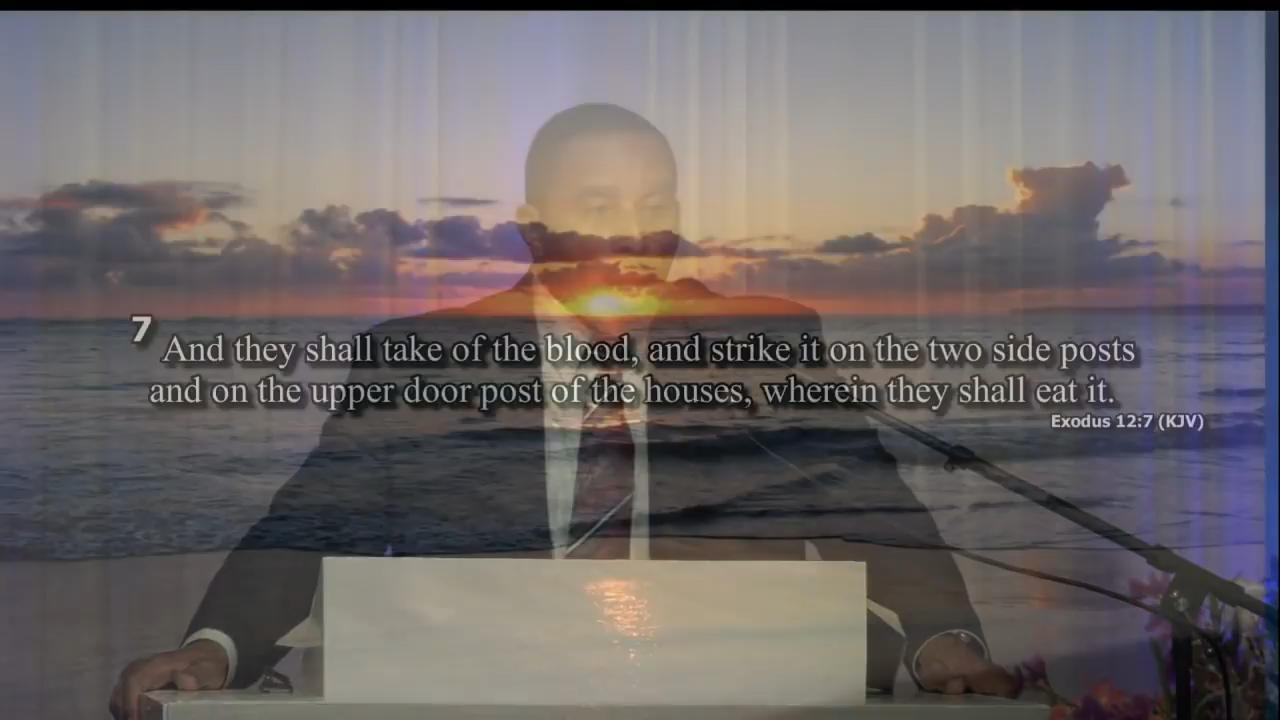 7 And they shall take of the blood, and strike it on the two side posts
and on the upper door post of the houses, wherein they shall eat it.
Exodus 12:7 (KJV)